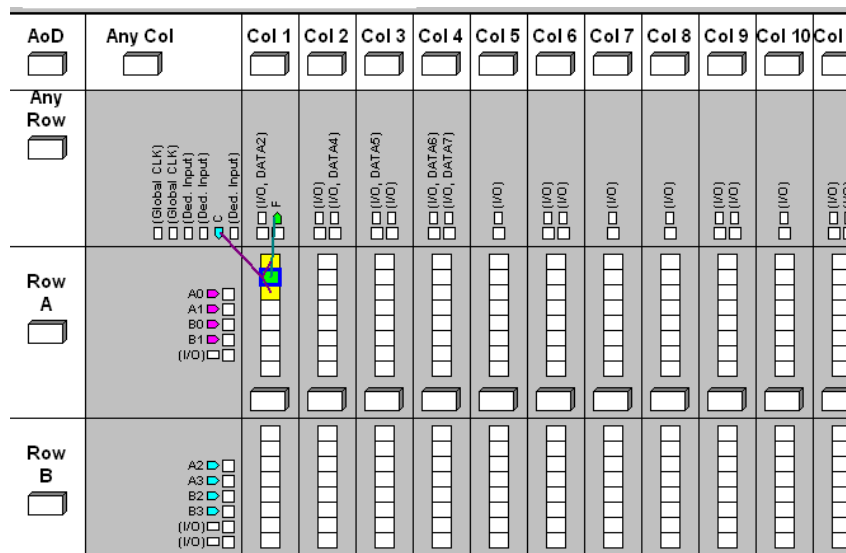 AoD
Any Col
Col 1
Col 2
Col 3
Col 4
Col 5
Col 6
Col 7
Col 8
Col 9
Col 10
Col
Any
Row
(Global CLK)
(Global CLK)
(Ded. Input)
(Ded. Input)
C
(Ded. Input)
(I/O, DATA2)
F
(I/O)
(I/O, DATA4)
(I/O, DATA5)
(I/O)
(I/O, DATA6)
(I/O, DATA7)
(I/O)
(I/O)
(I/O)
(I/O)
(I/O)
(I/O)
(I/O)
(I/O)
(I/O)
(I/O)
Row
A
A0
A1
B0
B1
(I/O)
Row
B
A2
A3
B2
B3
(I/O)
(I/O)